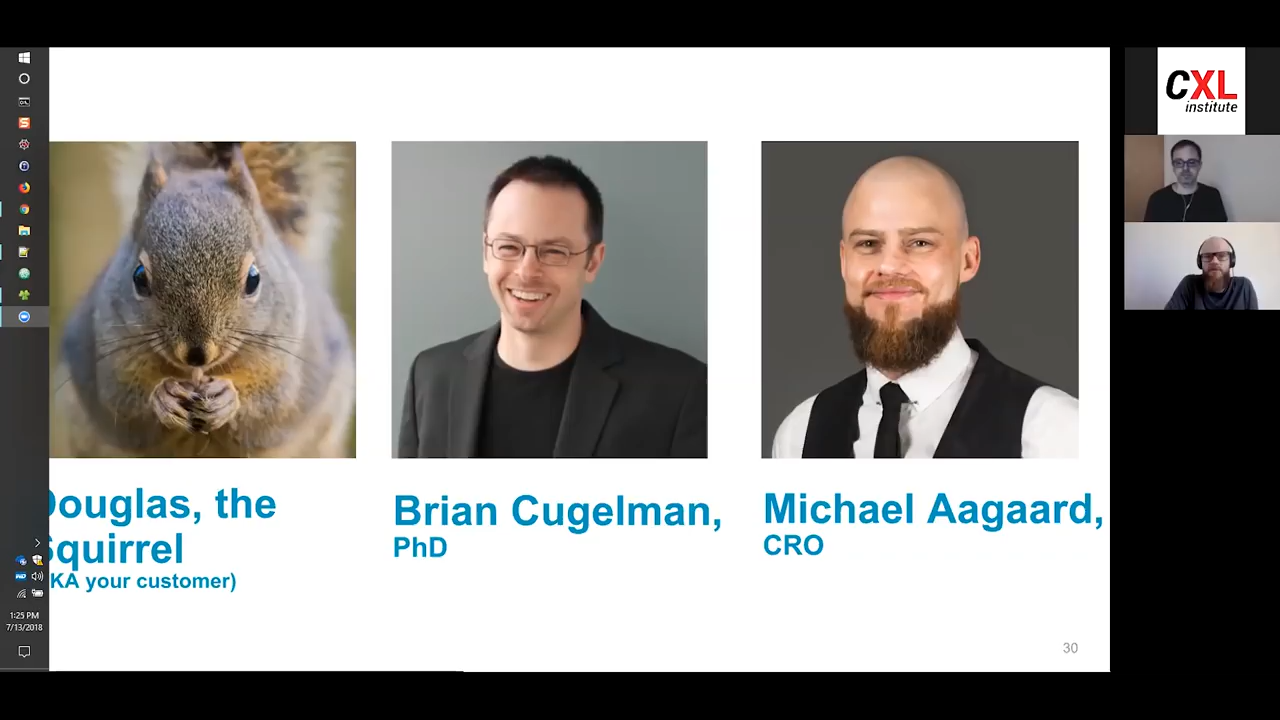 CXL
institute
Douglas, the
Squirrel
KA your customer)
Brian Cugelman,
PhD
Michael Aagaard,
CRO
1:25 PM
7/13/2018
30